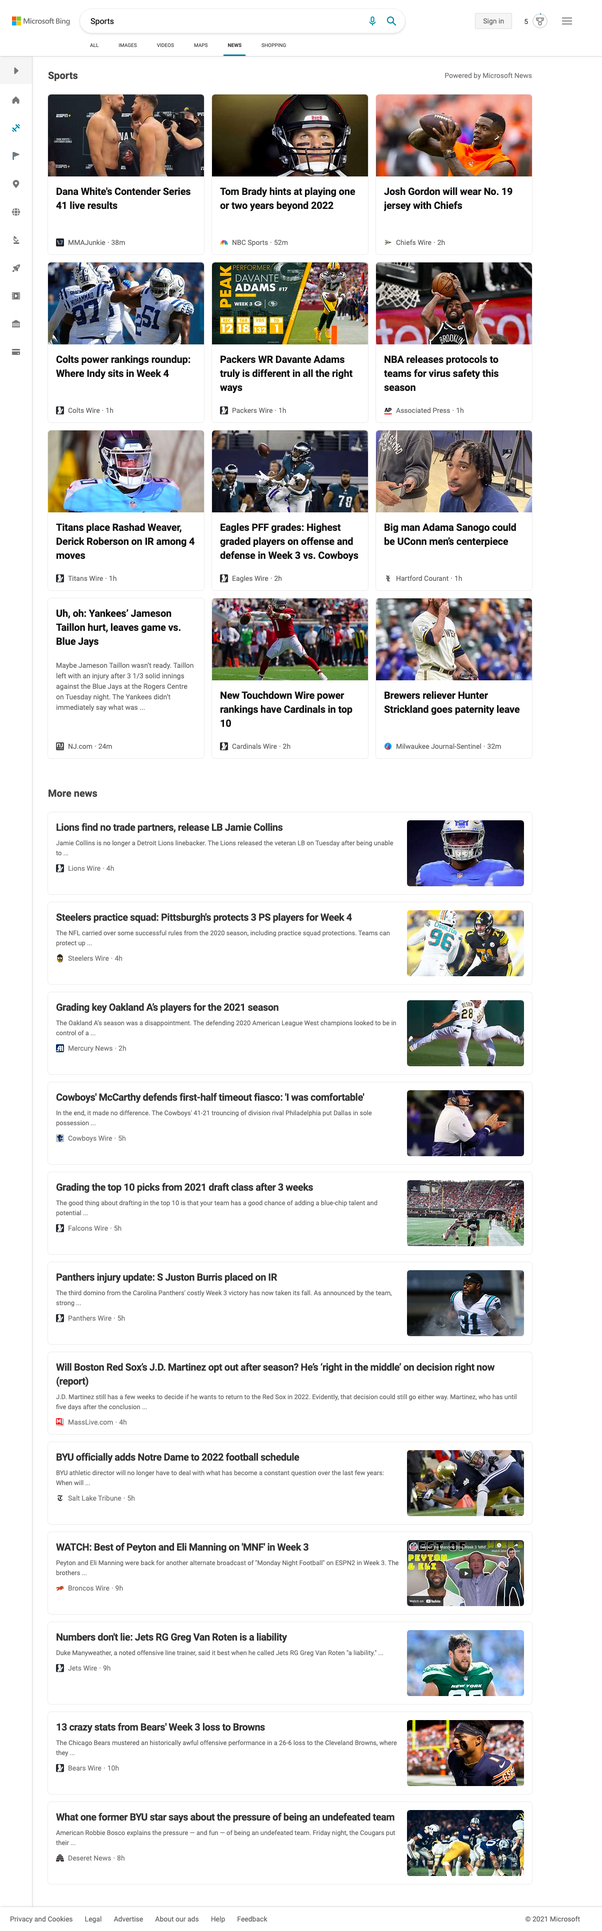 Microsoft Bing
Sports
Sign in
5
ALL IMAGES VIDEOS MAPS NEWS SHOPPING
Sports
Powered by Microsoft News
Dana White's Contender Series
41 live results
MMAJunkie · 38m
Tom Brady hints at playing one
or two years beyond 2022
NBC Sports · 52m
Josh Gordon will wear No. 19
jersey with Chiefs
Chiefs Wire · 2h
97
51
Colts power rankings roundup:
Where Indy sits in Week 4
Colts Wire · 1h
PEAK
PERFORMER
DAVANTE
ADAMS #17
WEEK 3
12 18 132 1
Packers WR Davante Adams
truly is different in all the right
ways
Packers Wire · 1h
BROOKLYN
NBA releases protocols to
teams for virus safety this
season
AP
Associated Press · 1h
Titans place Rashad Weaver,
Derick Roberson on IR among 4
moves
Titans Wire · 1h
79
Eagles PFF grades: Highest
graded players on offense and
defense in Week 3 vs. Cowboys
Eagles Wire · 2h
Big man Adama Sanogo could
be UConn men's centerpiece
Hartford Courant · 1h
Uh, oh: Yankees' Jameson
Taillon hurt, leaves game vs.
Blue Jays
Maybe Jameson Taillon wasn't ready. Taillon
left with an injury after 3 1/3 solid innings
against the Blue Jays at the Rogers Centre
on Tuesday night. The Yankees didn't
immediately say what was ...
NJ.com · 24m
New Touchdown Wire power
rankings have Cardinals in top
10
Cardinals Wire · 2h
Brewers reliever Hunter
Strickland goes paternity leave
Milwaukee Journal-Sentinel · 32m
More news
Lions find no trade partners, release LB Jamie Collins
Jamie Collins is no longer a Detroit Lions linebacker. The Lions released the veteran LB on Tuesday after being unable
to ...
Lions Wire · 4h
Steelers practice squad: Pittsburgh's protects 3 PS players for Week 4
The NFL carried over some successful rules from the 2020 season, including practice squad protections. Teams can
protect up ...
Steelers Wire · 4h
96
Grading key Oakland A's players for the 2021 season
The Oakland A's season was a disappointment. The defending 2020 American League West champions looked to be in
control of a ...
Mercury News · 2h
28
Cowboys' McCarthy defends first-half timeout fiasco: 'I was comfortable'
In the end, it made no difference. The Cowboys' 41-21 trouncing of division rival Philadelphia put Dallas in sole
possession ...
Cowboys Wire · 5h
Grading the top 10 picks from 2021 draft class after 3 weeks
The good thing about drafting in the top 10 is that your team has a good chance of adding a blue-chip talent and
potential ...
Falcons Wire · 5h
Panthers injury update: S Juston Burris placed on IR
The third domino from the Carolina Panthers' costly Week 3 victory has now taken its fall. As announced by the team,
strong ...
Panthers Wire · 5h
31
Will Boston Red Sox's J.D. Martinez opt out after season? He's 'right in the middle' on decision right now
(report)
J.D. Martinez still has a few weeks to decide if he wants to return to the Red Sox in 2022. Evidently, that decision could still go either way. Martinez, who has until
five days after the conclusion ...
MassLive.com · 4h
BYU officially adds Notre Dame to 2022 football schedule
BYU athletic director will no longer have to deal with what has become a constant question over the last few years:
When will ...
Salt Lake Tribune · 5h
WATCH: Best of Peyton and Eli Manning on 'MNF' in Week 3
Peyton and Eli Manning were back for another alternate broadcast of "Monday Night Football" on ESPN2 in Week 3. The
brothers ...
Broncos Wire · 9h
PEYTON
& ELI
Watch on YouTube
Numbers don't lie: Jets RG Greg Van Roten is a liability
Duke Manyweather, a noted offensive line trainer, said it best when he called Jets RG Greg Van Roten "a liability." ...
Jets Wire · 9h
NEW YORK
13 crazy stats from Bears' Week 3 loss to Browns
The Chicago Bears mustered an historically awful offensive performance in a 26-6 loss to the Cleveland Browns, where
they ...
Bears Wire · 10h
What one former BYU star says about the pressure of being an undefeated team
American Robbie Bosco explains the pressure — and fun — of being an undefeated team. Friday night, the Cougars put
their ...
Deseret News · 8h
Privacy and Cookies Legal Advertise About our ads Help Feedback
© 2021 Microsoft